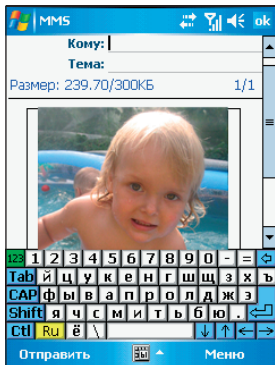 MMS ok
Кому:
Тема:
Размер: 239.70/300КБ 1/1
123 1 2 3 4 5 6 7 8 9 0 - =
Tab й ц у к е н г ш щ з х ъ
CAP ф ы в а п р о л д ж э
Shift я ч с м и т ь б ю .
Ctl Ru ё \
Отправить Меню